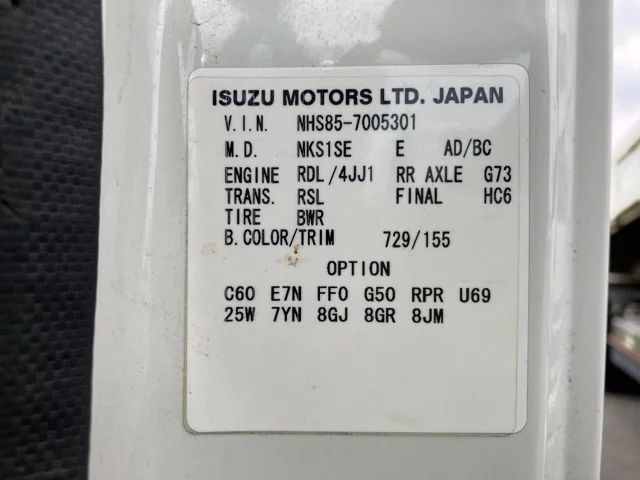 ISUZU MOTORS LTD. JAPAN
V.I.N. NHS85-7005301
M.D. NKS1SE E AD/BC
ENGINE RDL/4JJ1 RR AXLE G73
TRANS. RSL FINAL HC6
TIRE BWR
B.COLOR/TRIM 729/155
OPTION
C60 E7N FF0 G50 RPR U69
25W 7YN 8GJ 8GR 8JM